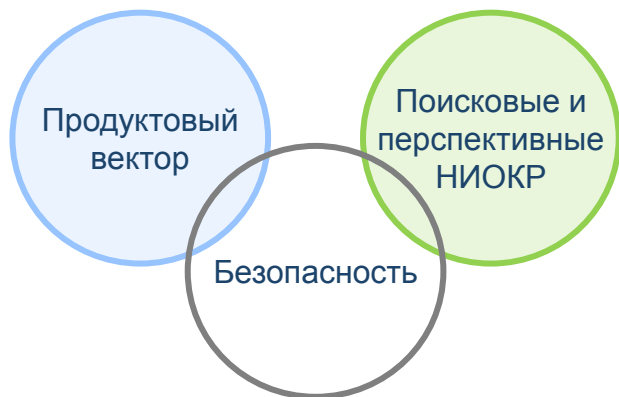 Продуктовый
вектор
Поисковые и
перспективные
НИОКР
Безопасность